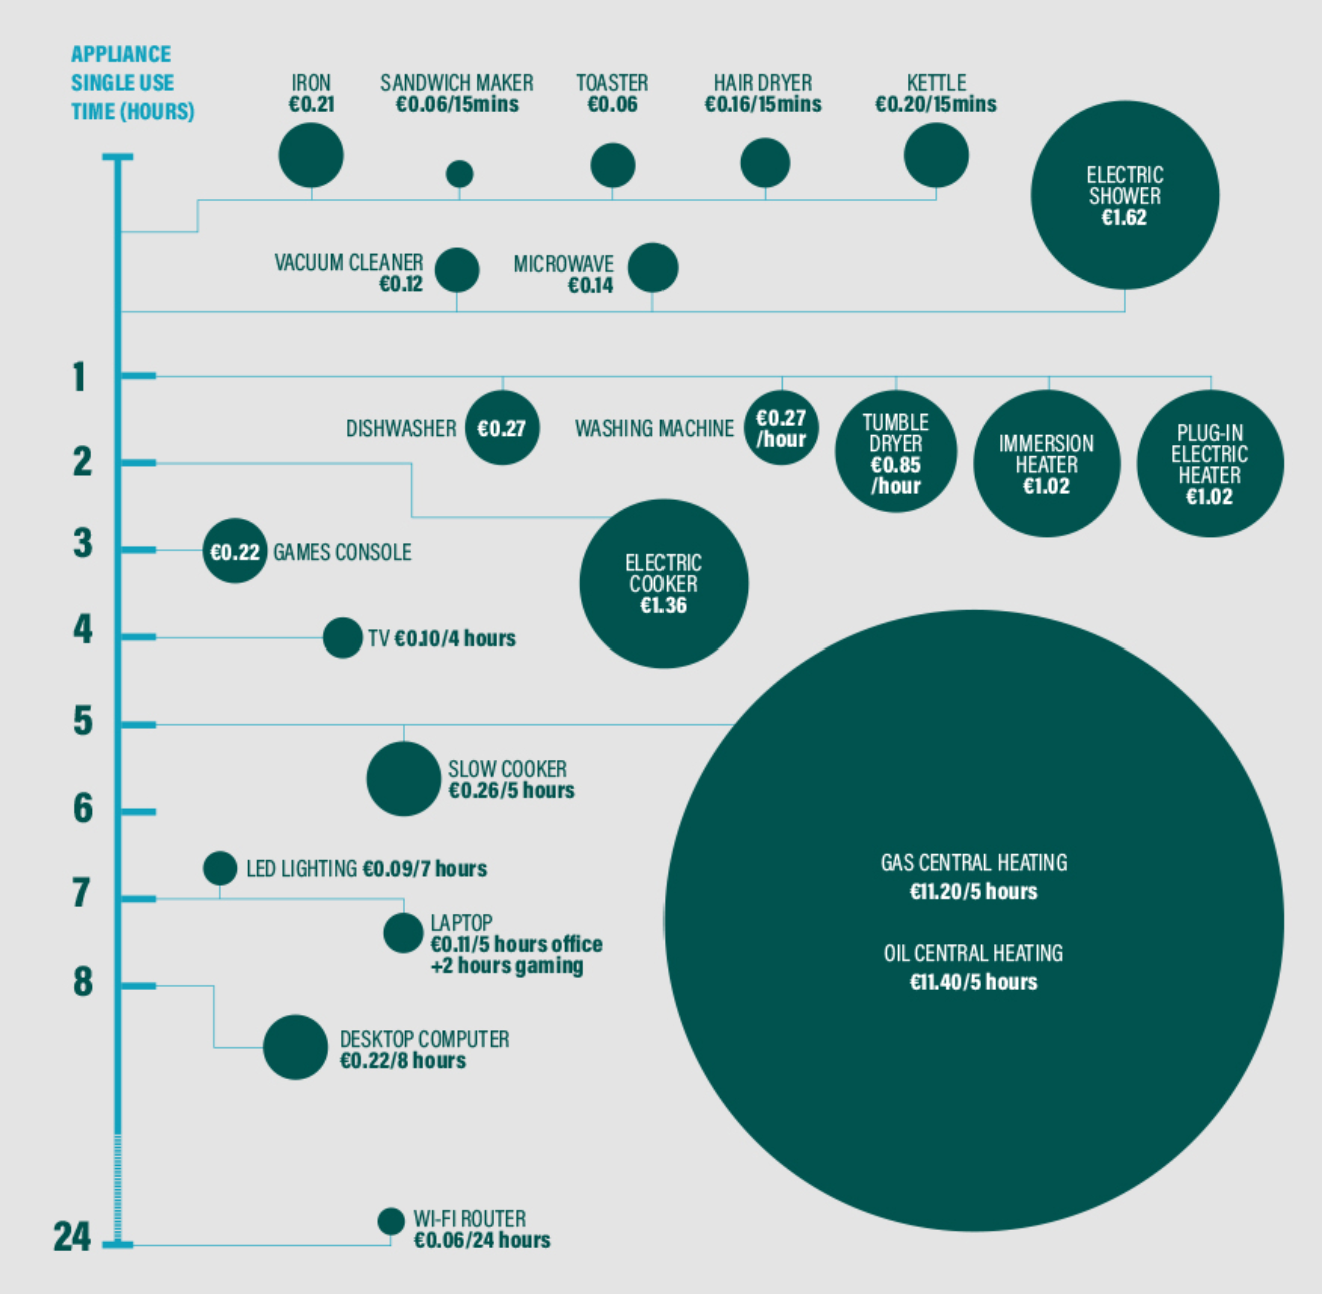 APPLIANCE
SINGLE USE
TIME (HOURS)
IRON
€0.21
SANDWICH MAKER
€0.06/15mins
TOASTER
€0.06
HAIR DRYER
€0.16/15mins
KETTLE
€0.20/15mins
ELECTRIC
SHOWER
€1.62
VACUUM CLEANER
€0.12
MICROWAVE
€0.14
1
DISHWASHER
€0.27
WASHING MACHINE
€0.27
/hour
TUMBLE
DRYER
€0.85
/hour
IMMERSION
HEATER
€1.02
PLUG-IN
ELECTRIC
HEATER
€1.02
2
ELECTRIC
COOKER
€1.36
3
€0.22
GAMES CONSOLE
4
TV €0.10/4 hours
5
SLOW COOKER
€0.26/5 hours
GAS CENTRAL HEATING
€11.20/5 hours
OIL CENTRAL HEATING
€11.40/5 hours
6
LED LIGHTING €0.09/7 hours
7
LAPTOP
€0.11/5 hours office
+2 hours gaming
8
DESKTOP COMPUTER
€0.22/8 hours
24
WI-FI ROUTER
€0.06/24 hours